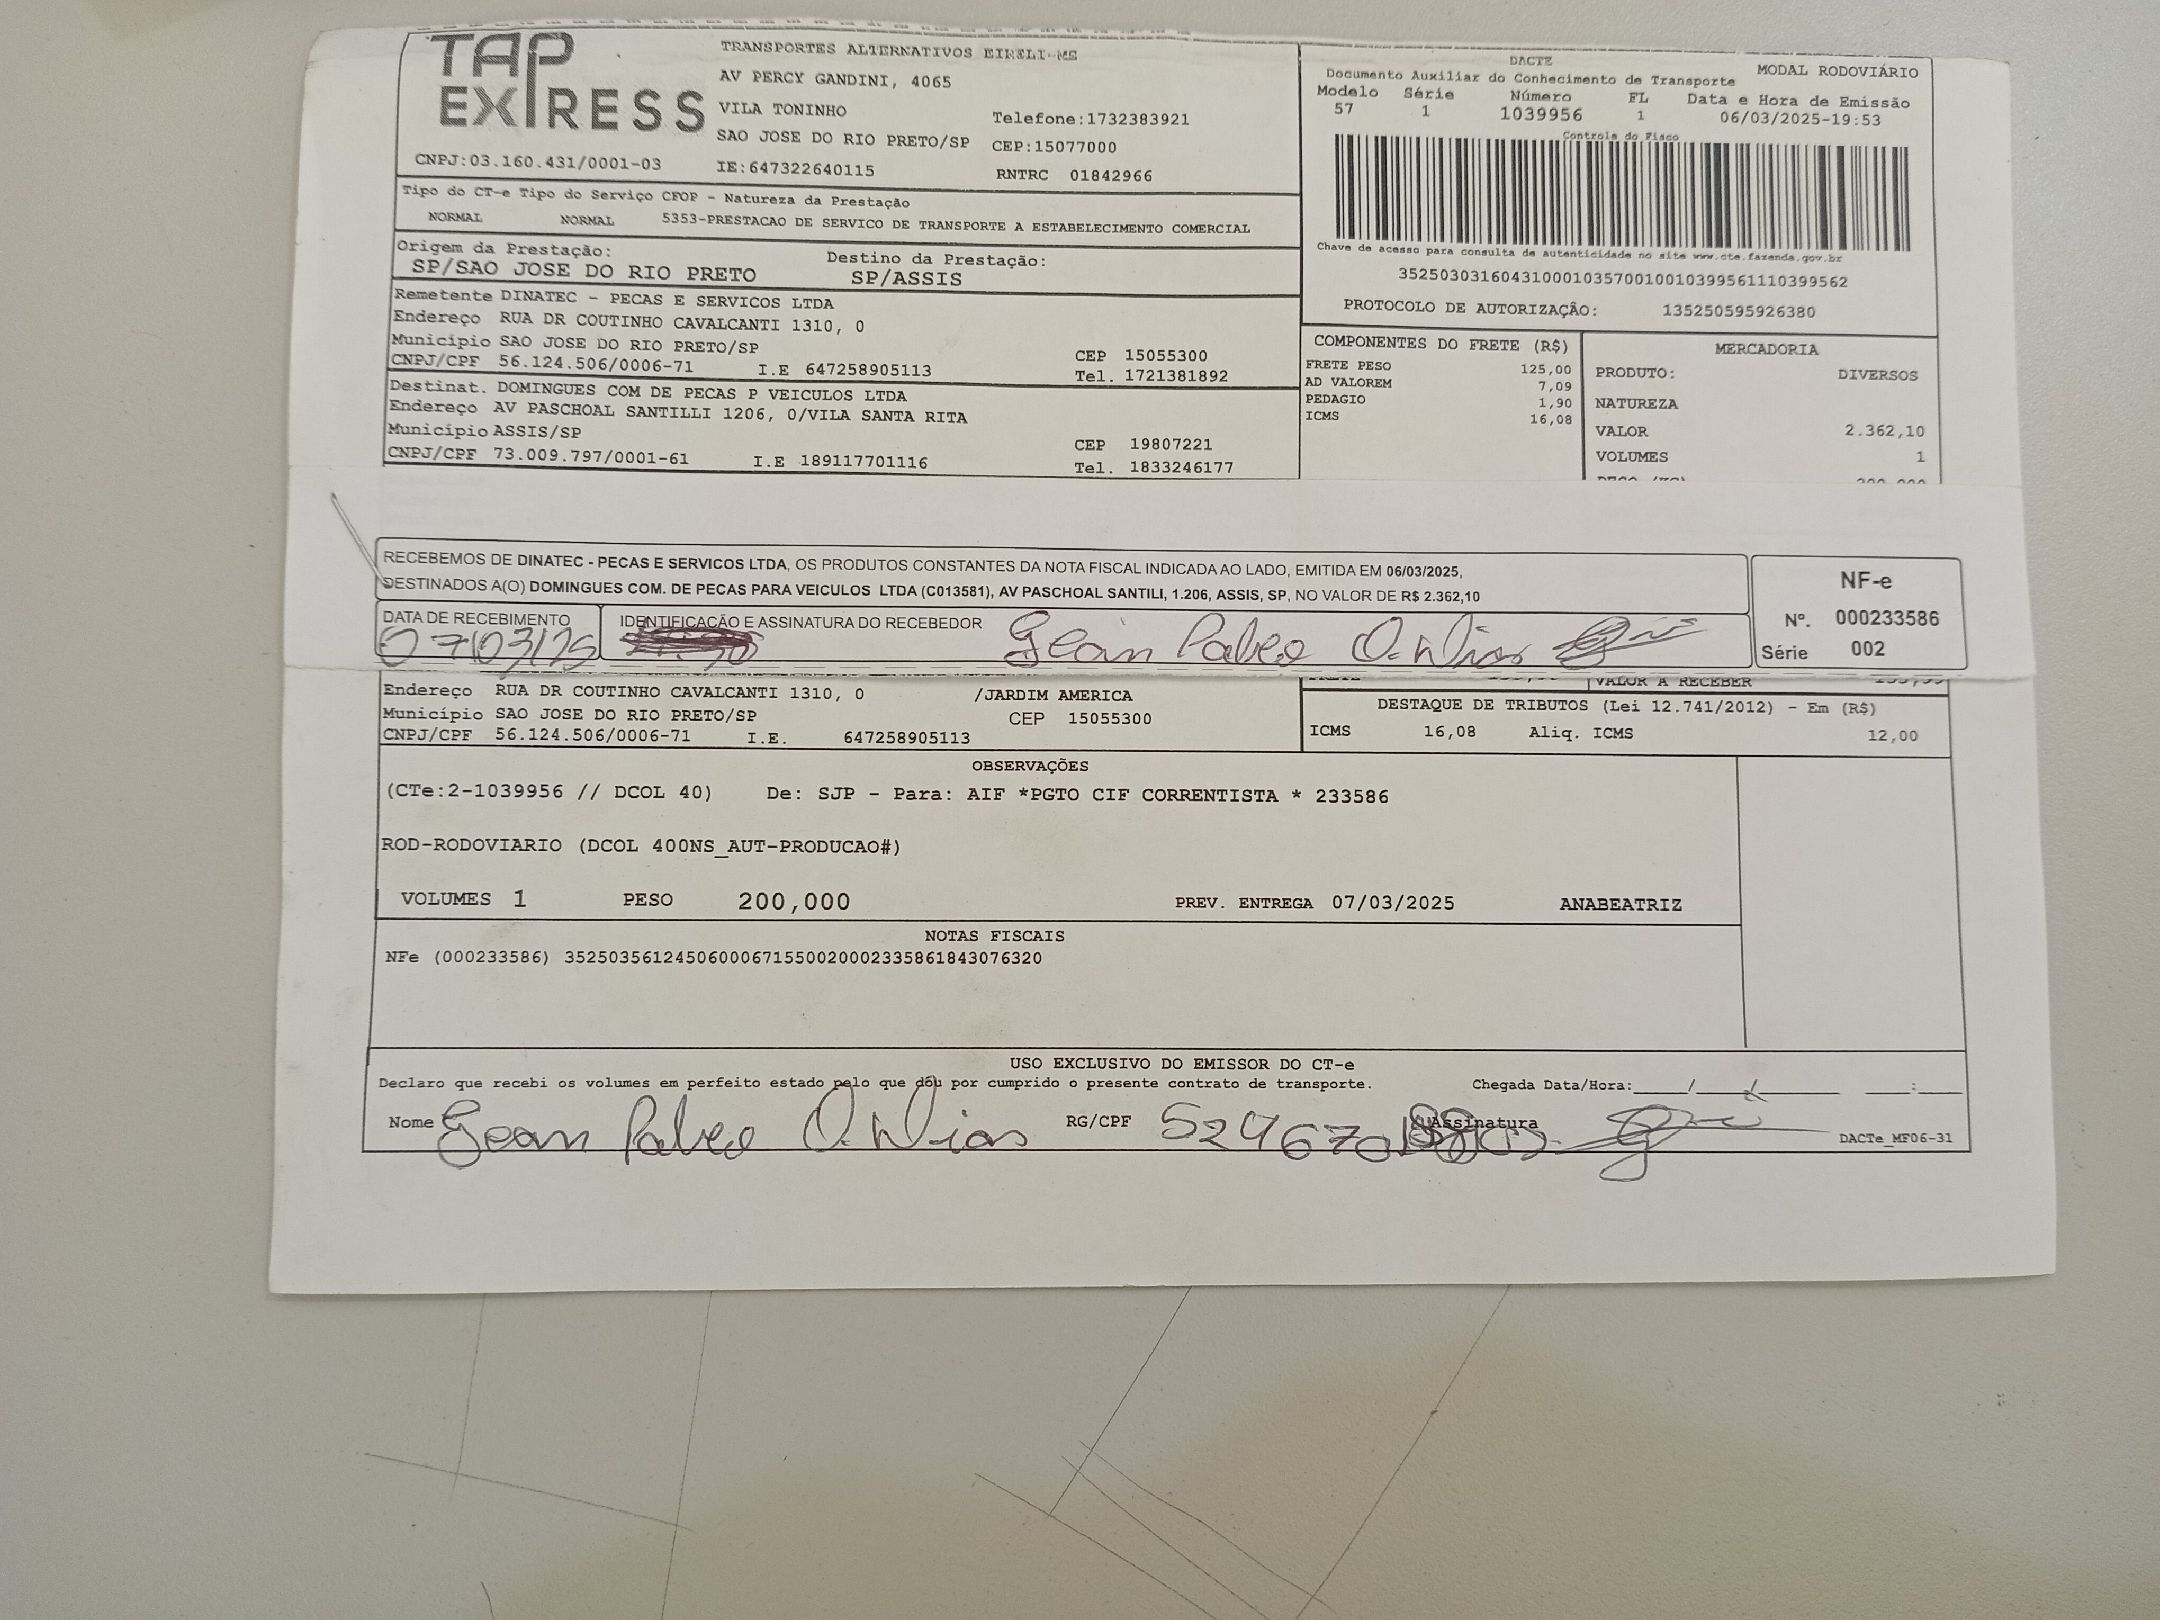 TAP EXPRESS
TRANSPORTES ALTERNATIVOS EIRELI-MS
AV PERCY GANDINI, 4065
VILA TONINHO
Telefone:1732383921
SAO JOSE DO RIO PRETO/SP CEP:15077000
CNPJ:03.160.431/0001-03 IE:647322640115 RNTRC 01842966
DACTE MODAL RODOVIÁRIO
Documento Auxiliar do Conhecimento de Transporte
Modelo Série Número FL Data e Hora de Emissão
57 1 1039956 1 06/03/2025-19:53
Controle do Fisco
Chave de acesso para consulta de autenticidade no site www.cte.fazenda.gov.br
35250303160431000103570010010399561110399562
PROTOCOLO DE AUTORIZAÇÃO: 135250595926380
Tipo do CT-e Tipo do Serviço CFOP - Natureza da Prestação
NORMAL NORMAL 5353-PRESTACAO DE SERVICO DE TRANSPORTE A ESTABELECIMENTO COMERCIAL
Origem da Prestação: Destino da Prestação:
SP/SAO JOSE DO RIO PRETO SP/ASSIS
Remetente DINATEC - PECAS E SERVICOS LTDA
Endereço RUA DR COUTINHO CAVALCANTI 1310, 0
Município SAO JOSE DO RIO PRETO/SP CEP 15055300
CNPJ/CPF 56.124.506/0006-71 I.E 647258905113 Tel. 1721381892
Destinat. DOMINGUES COM DE PECAS P VEICULOS LTDA
Endereço AV PASCHOAL SANTILLI 1206, 0/VILA SANTA RITA
Município ASSIS/SP CEP 19807221
CNPJ/CPF 73.009.797/0001-61 I.E 189117701116 Tel. 1833246177
COMPONENTES DO FRETE (R$)
FRETE PESO 125,00
AD VALOREM 7,09
PEDAGIO 1,90
ICMS 16,08
MERCADORIA
PRODUTO: DIVERSOS
NATUREZA
VALOR 2.362,10
VOLUMES 1
RECEBEMOS DE DINATEC - PECAS E SERVICOS LTDA, OS PRODUTOS CONSTANTES DA NOTA FISCAL INDICADA AO LADO, EMITIDA EM 06/03/2025,
DESTINADOS A(O) DOMINGUES COM. DE PECAS PARA VEICULOS LTDA (C013581), AV PASCHOAL SANTILI, 1.206, ASSIS, SP, NO VALOR DE R$ 2.362,10
DATA DE RECEBIMENTO IDENTIFICAÇÃO E ASSINATURA DO RECEBEDOR
07/03/25 Gean O. Dias
NF-e
Nº. 000233586
Série 002
Endereço RUA DR COUTINHO CAVALCANTI 1310, 0 /JARDIM AMERICA
Município SAO JOSE DO RIO PRETO/SP CEP 15055300
CNPJ/CPF 56.124.506/0006-71 I.E. 647258905113
VALOR A RECEBER
DESTAQUE DE TRIBUTOS (Lei 12.741/2012) - Em (R$)
ICMS 16,08 Aliq. ICMS 12,00
OBSERVAÇÕES
(CTe:2-1039956 // DCOL 40) De: SJP - Para: AIF *PGTO CIF CORRENTISTA * 233586
ROD-RODOVIARIO (DCOL 400NS_AUT-PRODUCAO#)
VOLUMES 1 PESO 200,000 PREV. ENTREGA 07/03/2025 ANABEATRIZ
NOTAS FISCAIS
NFe (000233586) 35250356124506000671550020002335861843076320
USO EXCLUSIVO DO EMISSOR DO CT-e
Declaro que recebi os volumes em perfeito estado pelo que dou por cumprido o presente contrato de transporte. Chegada Data/Hora:
Nome Gean O. Dias RG/CPF Assinatura
DACTe_MF06-31